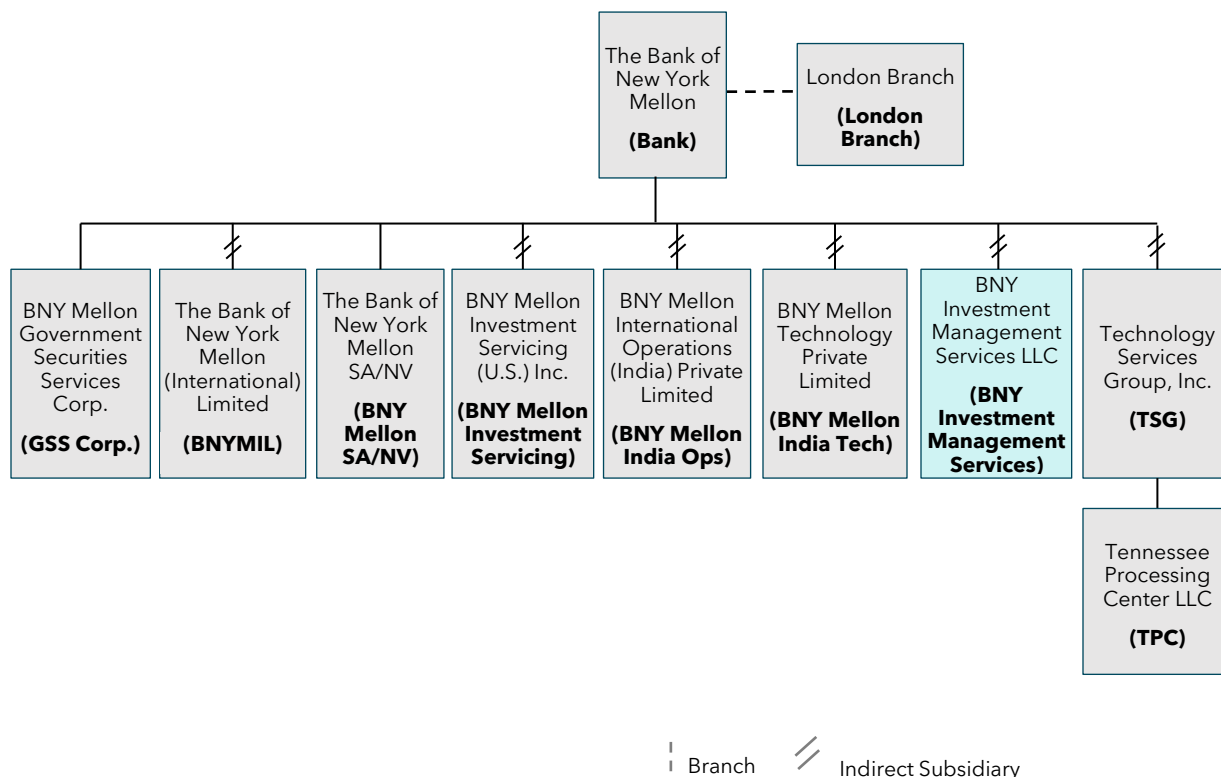 The Bank of
New York
Mellon
(Bank)
London Branch
(London
Branch)
BNY Mellon
Government
Securities
Services
Corp.
(GSS Corp.)
The Bank of
New York
Mellon
(International)
Limited
(BNYMIL)
The Bank of
New York
Mellon
SA/NV
(BNY
Mellon
SA/NV)
BNY Mellon
Investment
Servicing
(U.S.) Inc.
(BNY Mellon
Investment
Servicing)
BNY Mellon
International
Operations
(India) Private
Limited
(BNY Mellon
India Ops)
BNY Mellon
Technology
Private
Limited
(BNY Mellon
India Tech)
BNY
Investment
Management
Services LLC
(BNY
Investment
Management
Services)
Technology
Services
Group, Inc.
(TSG)
Tennessee
Processing
Center LLC
(TPC)
Branch
Indirect Subsidiary